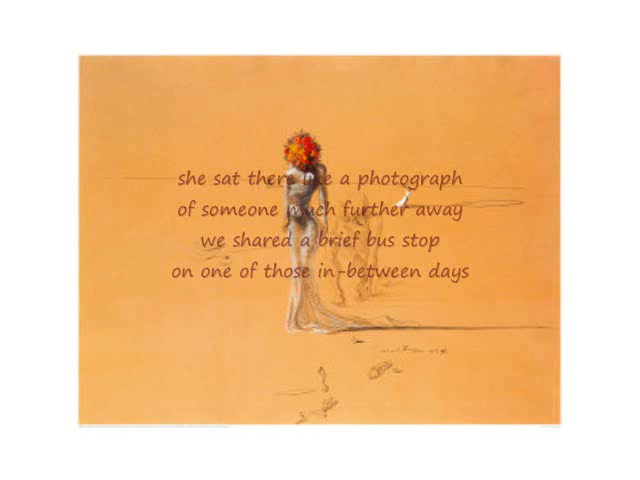 she sat there like a photograph
of someone much further away
we shared a brief bus stop
on one of those in-between days